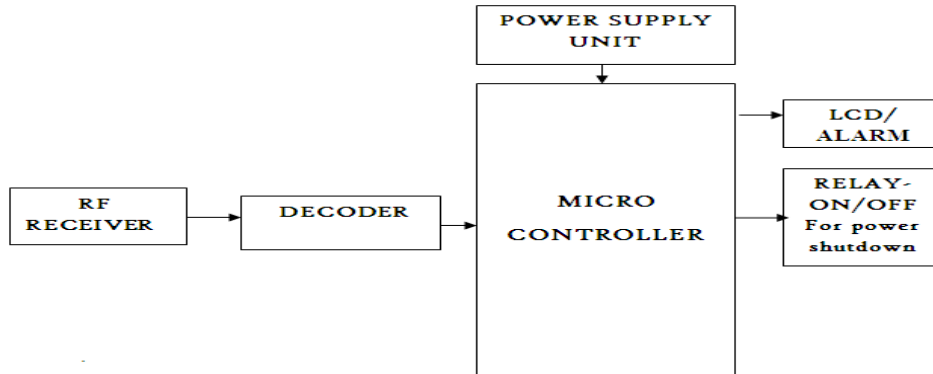 POWER SUPPLY
UNIT
LCD/
ALARM
RF
RECEIVER
DECODER
MICRO
CONTROLLER
RELAY-
ON/OFF
For power
shutdown